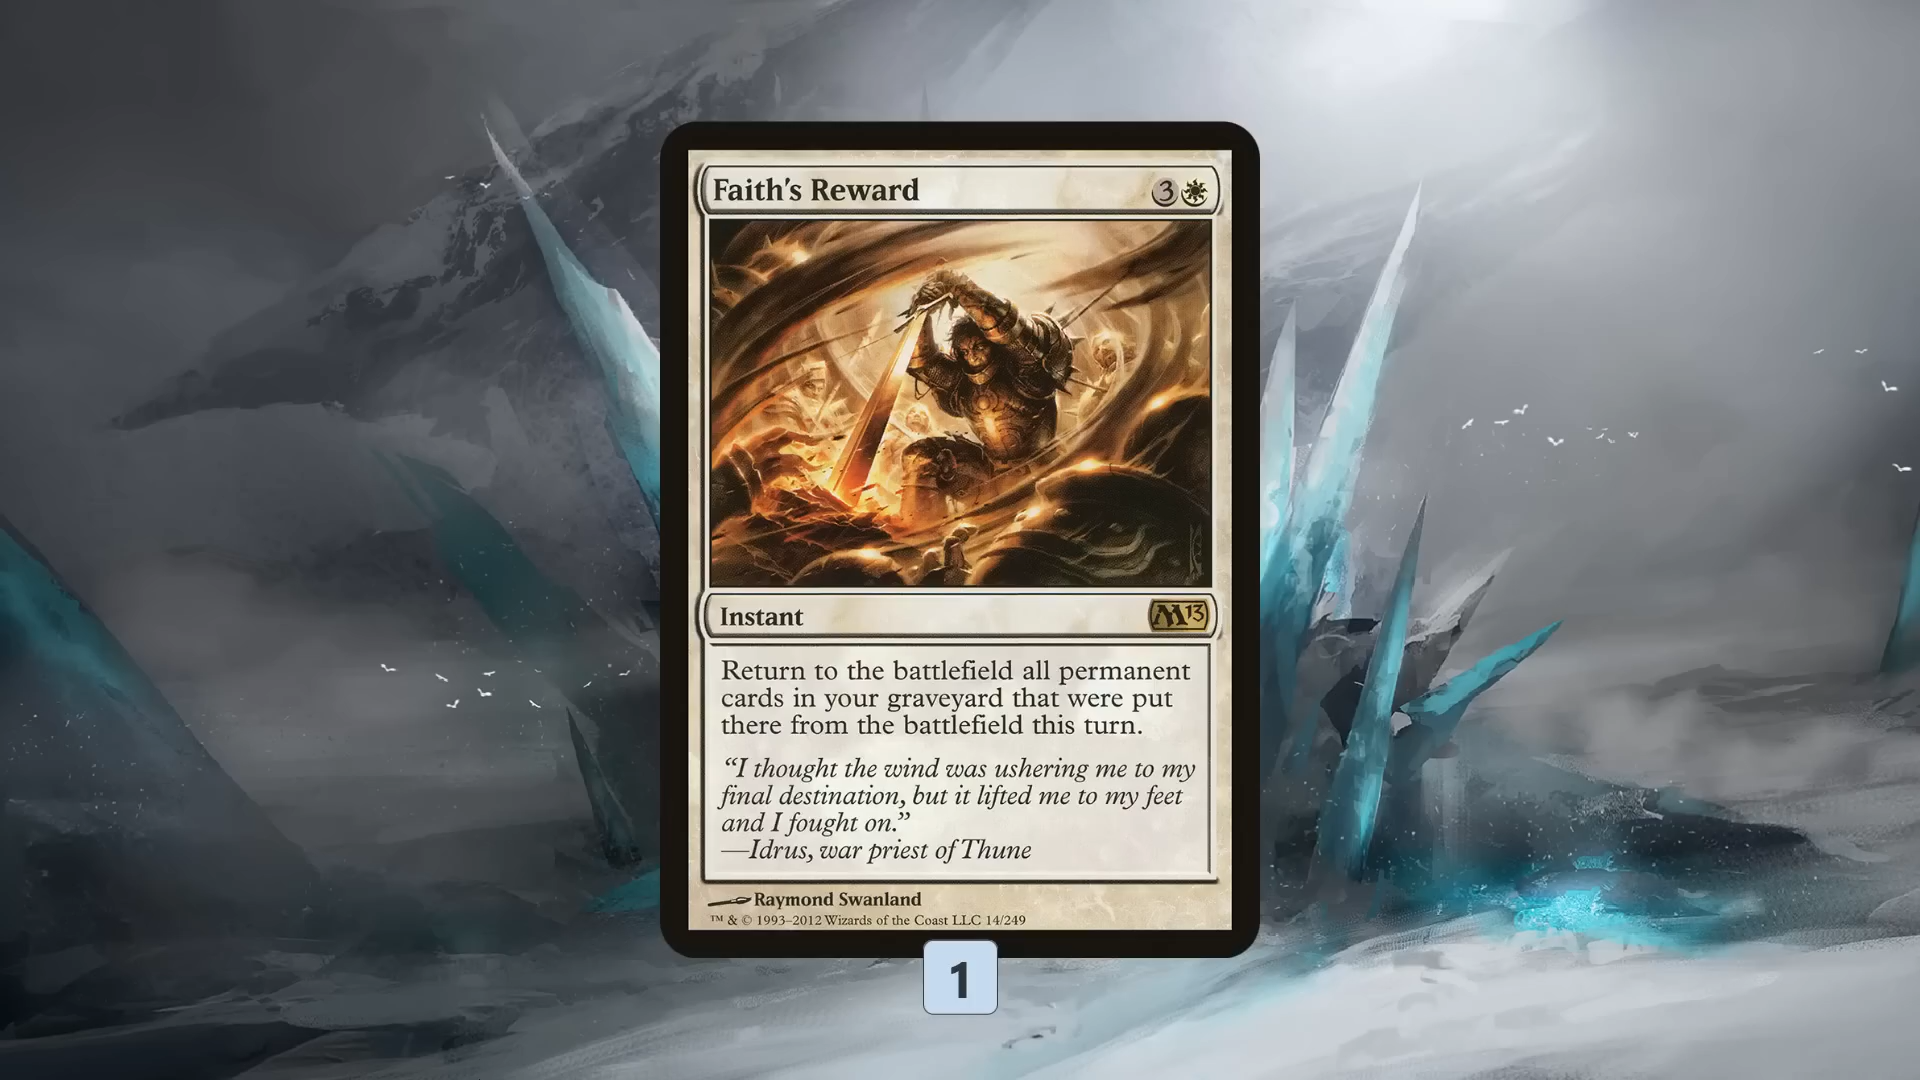 Faith's Reward
3
Instant
M13
Return to the battlefield all permanent
cards in your graveyard that were put
there from the battlefield this turn.
“I thought the wind was ushering me to my
final destination, but it lifted me to my feet
and I fought on.”
—Idrus, war priest of Thune
Raymond Swanland
™ & © 1993–2012 Wizards of the Coast LLC 14/249
1